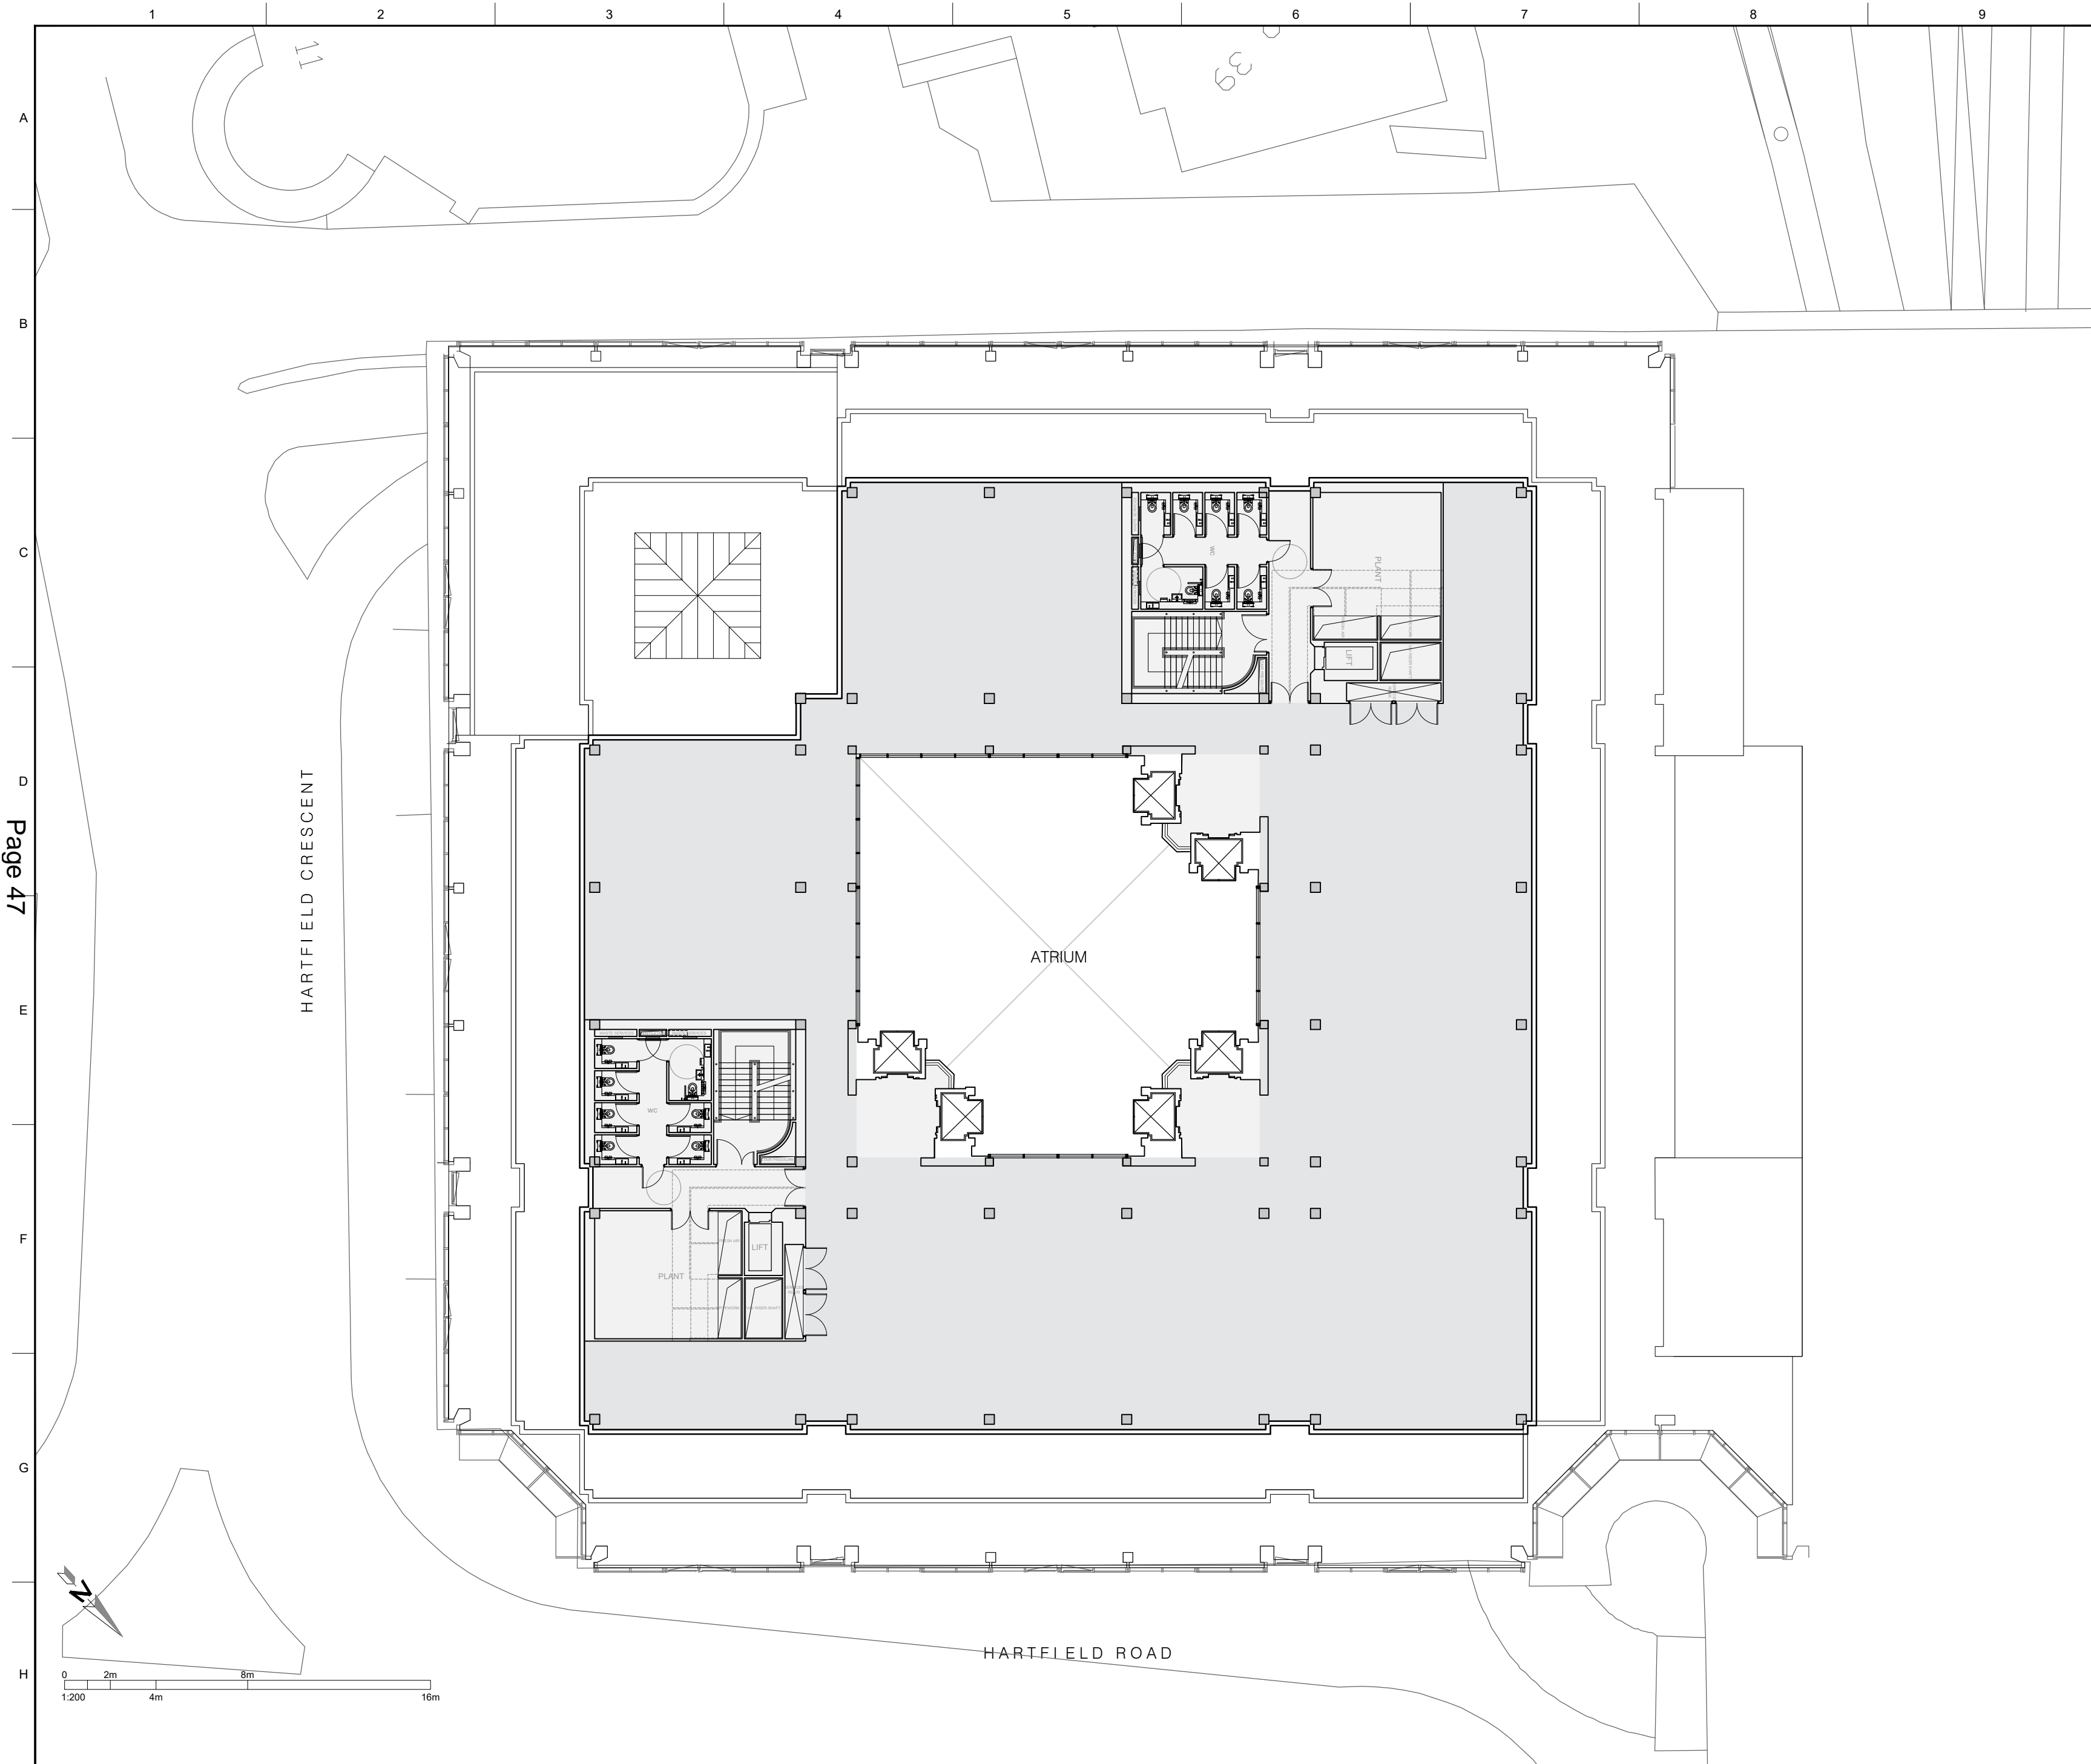 1 2 3 4 5 6 7 8 9
11
39
A
B
C
WC
PLANT
LIFT
D
HARTFIELD CRESCENT
Page 47
ATRIUM
E
WC
F
LIFT
PLANT
G
N
HARTFIELD ROAD
H
0 2m 8m
1:200 4m 16m